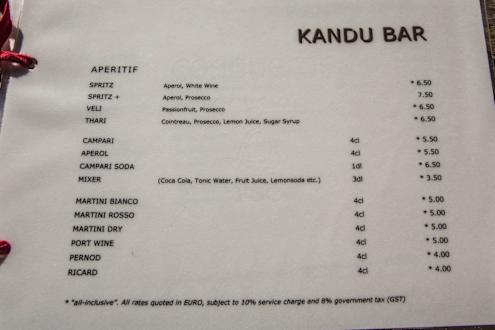 KANDU BAR
APERITIF
SPRITZ Aperol, White Wine * 6.50
SPRITZ + Aperol, Prosecco 7.50
VELI Passionfruit, Prosecco * 6.50
THARI Cointreau, Prosecco, Lemon Juice, Sugar Syrup * 6.50
CAMPARI 4cl * 5.50
APEROL 4cl * 5.50
CAMPARI SODA 1dl * 6.50
MIXER (Coca Cola, Tonic Water, Fruit Juice, Lemonsoda etc.) 3dl * 3.50
MARTINI BIANCO 4cl * 5.00
MARTINI ROSSO 4cl * 5.00
MARTINI DRY 4cl * 5.00
PORT WINE 4cl * 5.00
PERNOD 4cl * 4.00
RICARD 4cl * 4.00
* "all-inclusive". All rates quoted in EURO, subject to 10% service charge and 8% government tax (GST)